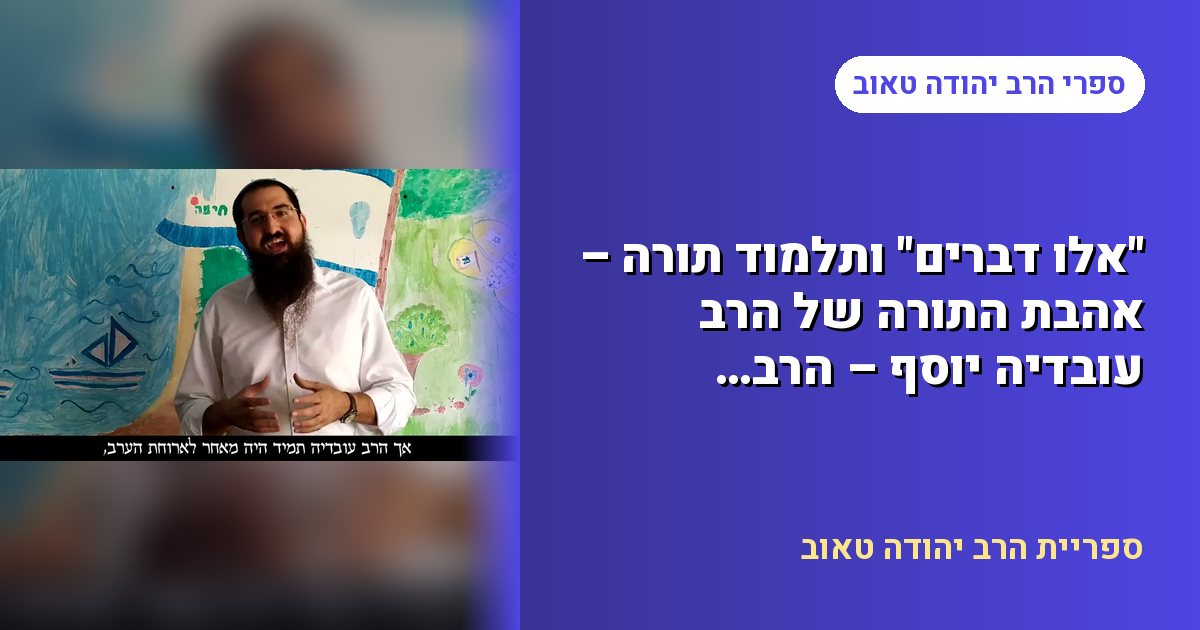 ספרי הרב יהודה טאוב
"אלו דברים" ותלמוד תורה –
אהבת התורה של הרב
עובדיה יוסף – הרב...
חימה
אך הרב עובדיה תמיד היה מאחר לארוחת הערב,
ספריית הרב יהודה טאוב